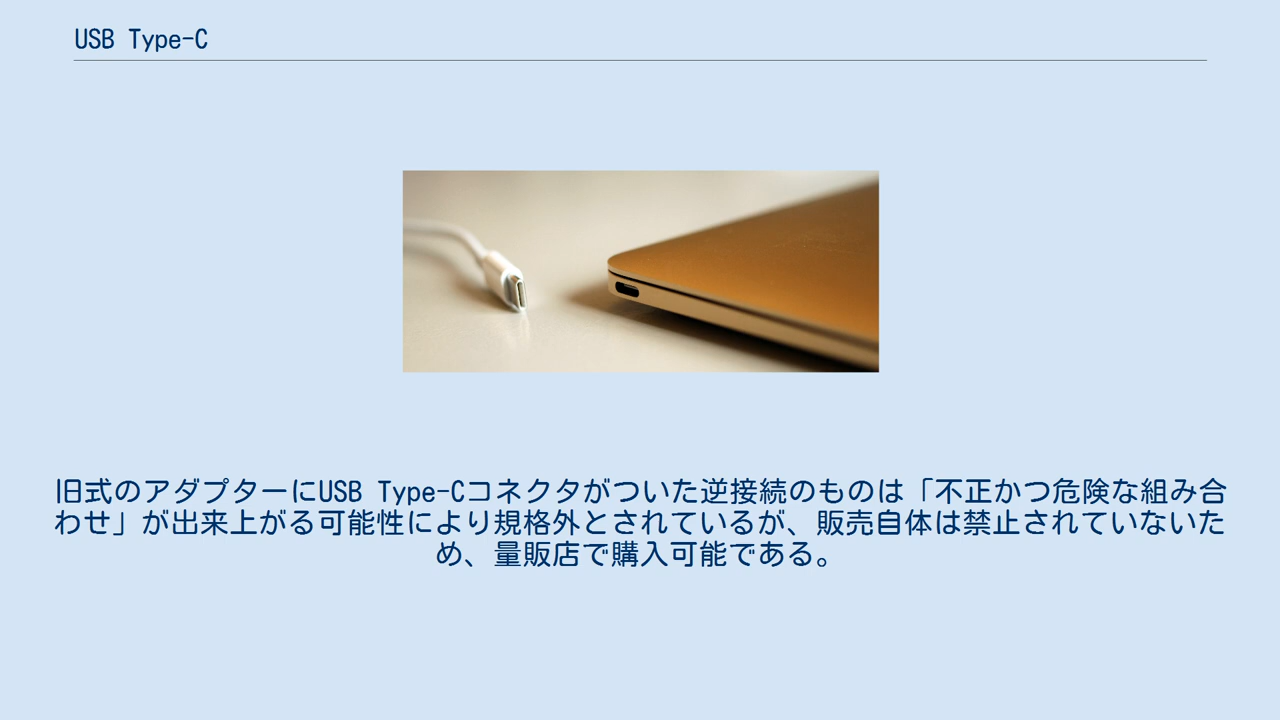 USB Type-C
旧式のアダプターにUSB Type-Cコネクタがついた逆接続のものは「不正かつ危険な組み合
わせ」が出来上がる可能性により規格外とされているが、販売自体は禁止されていないた
め、量販店で購入可能である。